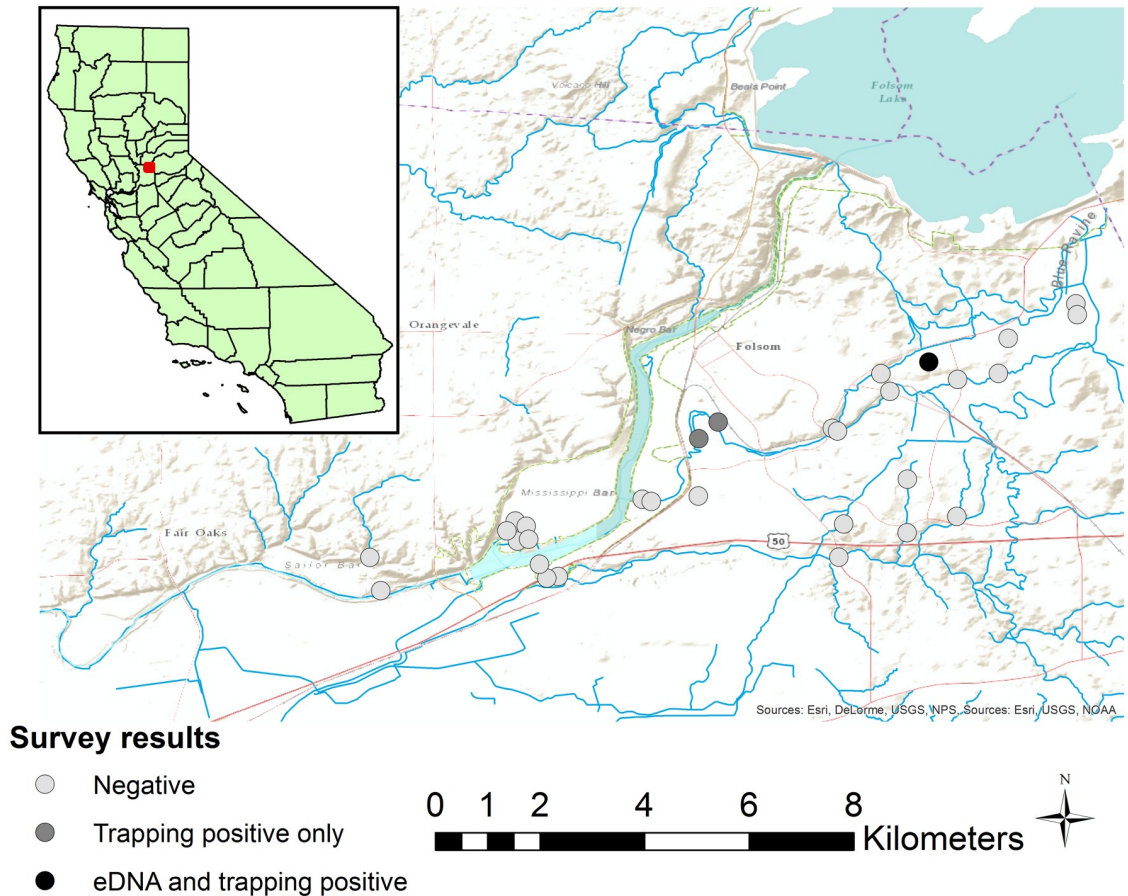 Volcano Hill
Beals Point
Folsom
Lake
Blue Ravine
Orangevale
Negro Bar
Folsom
Mississippi Bar
Fair Oaks
Sailor Bar
50
Sources: Esri, DeLorme, USGS, NPS, Sources: Esri, USGS, NOAA
Survey results
Negative
Trapping positive only
eDNA and trapping positive
0 1 2 4 6 8
Kilometers
N